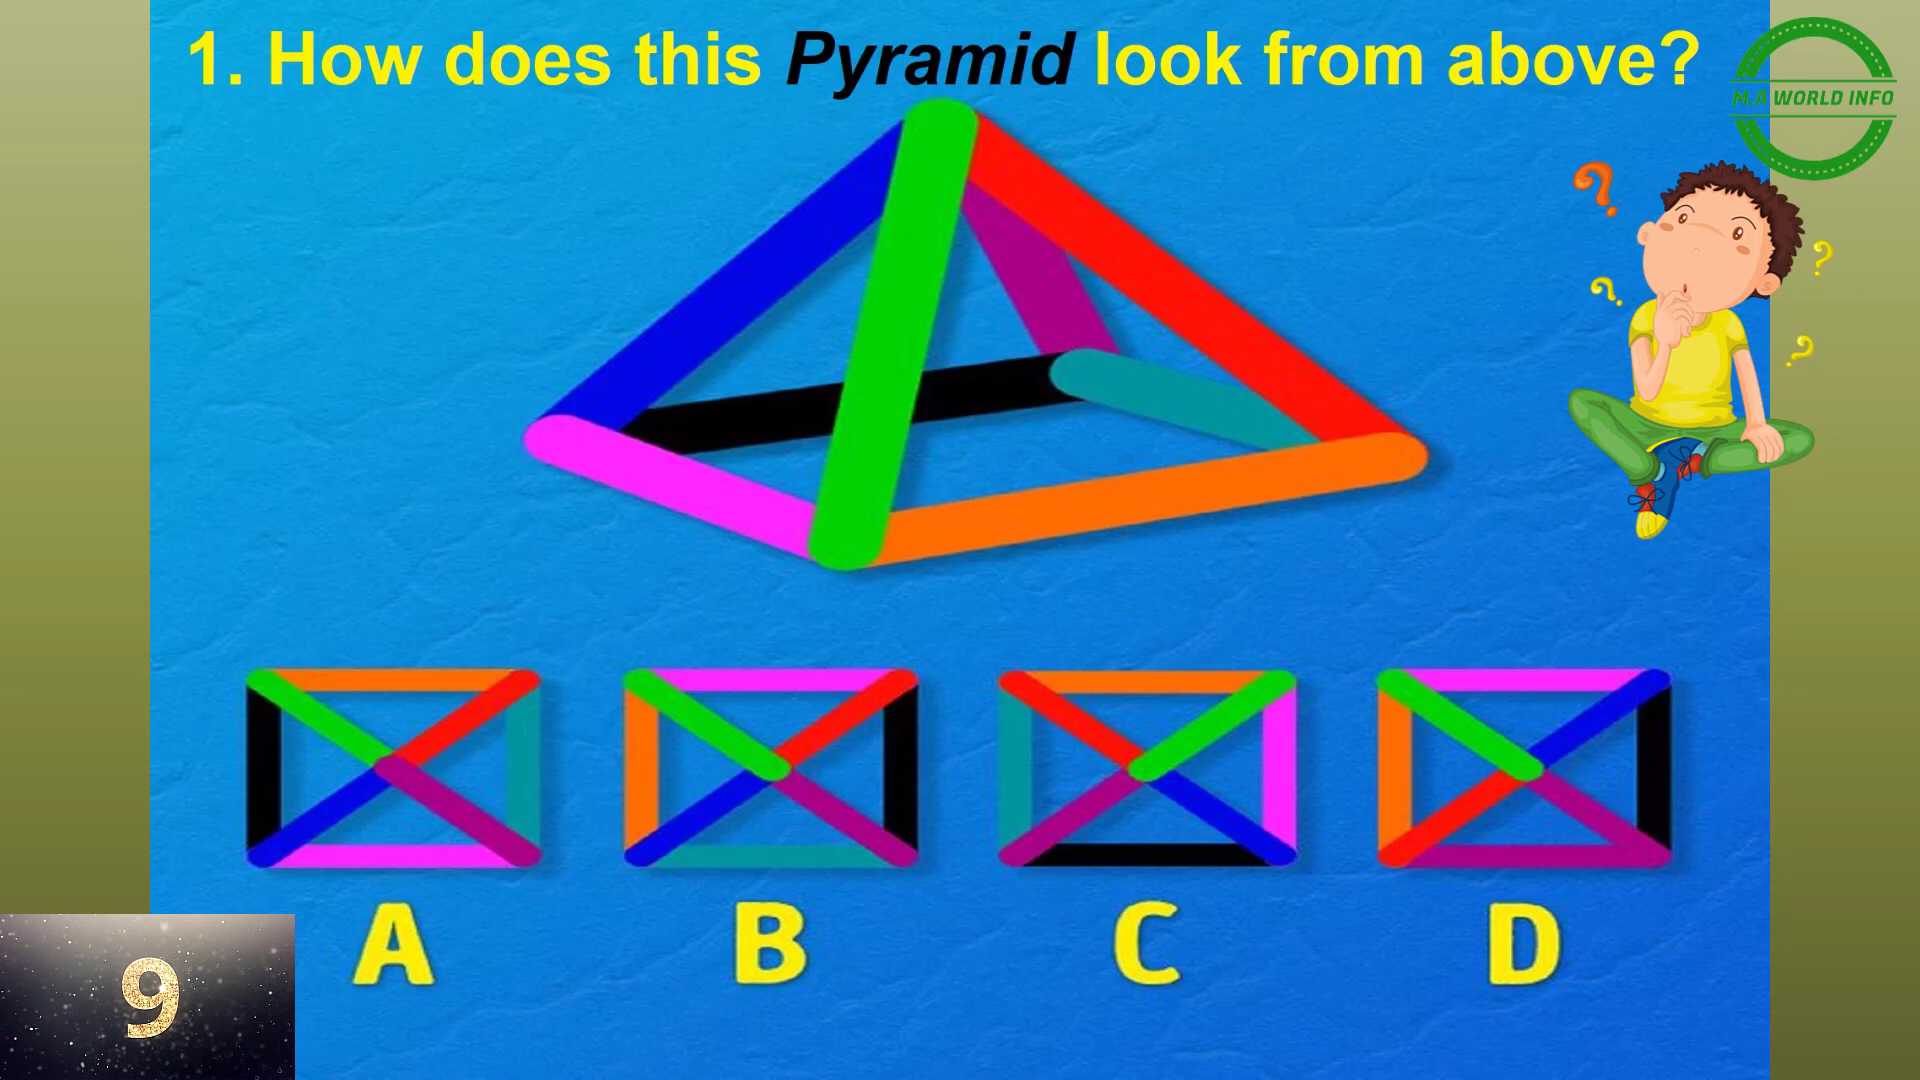 1. How does this Pyramid look from above?
M.A WORLD INFO
? ? ? ?
A B C D
9